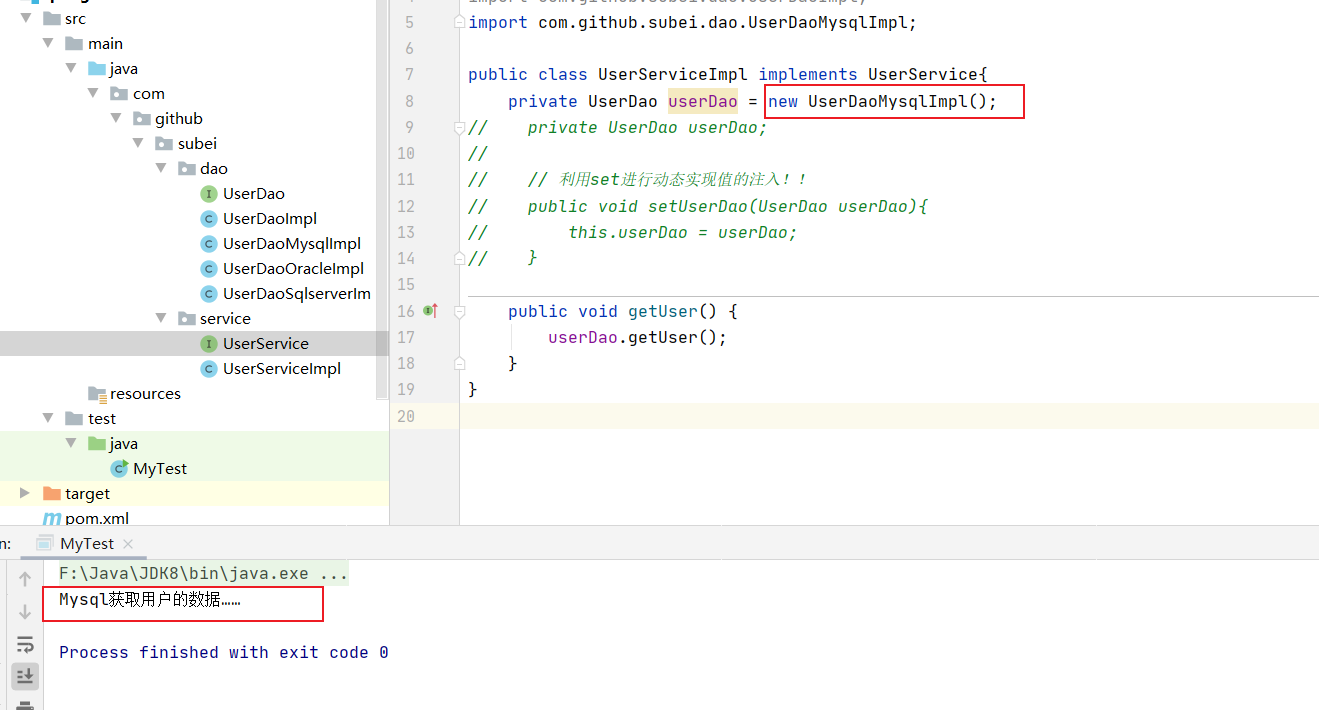 src
main
java
com
github
subei
dao
UserDao
UserDaoImpl
UserDaoMysqlImpl
UserDaoOracleImpl
UserDaoSqlserverIm
service
UserService
UserServiceImpl
resources
test
java
MyTest
target
pom.xml
5 import com.github.subei.dao.UserDaoMysqlImpl;
6
7 public class UserServiceImpl implements UserService{
8 private UserDao userDao = new UserDaoMysqlImpl();
9 // private UserDao userDao;
10 //
11 // // 利用set进行动态实现值的注入！！
12 // public void setUserDao(UserDao userDao){
13 // this.userDao = userDao;
14 // }
15
16 public void getUser() {
17 userDao.getUser();
18 }
19 }
20
n: MyTest
F:\Java\JDK8\bin\java.exe ...
Mysql获取用户的数据……
Process finished with exit code 0